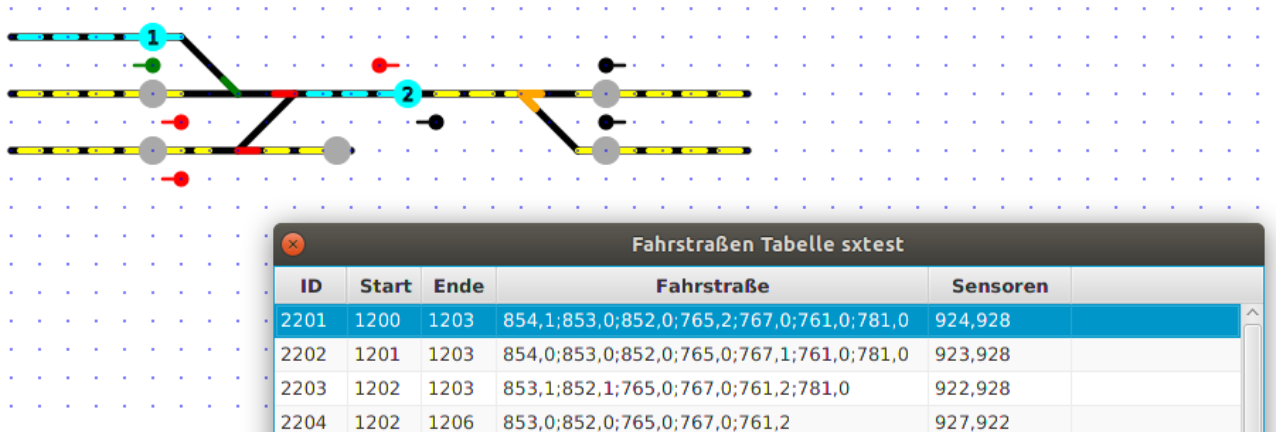 1
2
Fahrstraßen Tabelle sxtest
ID Start Ende Fahrstraße Sensoren
2201 1200 1203 854,1;853,0;852,0;765,2;767,0;761,0;781,0 924,928
2202 1201 1203 854,0;853,0;852,0;765,0;767,1;761,0;781,0 923,928
2203 1202 1203 853,1;852,1;765,0;767,0;761,2;781,0 922,928
2204 1202 1206 853,0;852,0;765,0;767,0;761,2 927,922